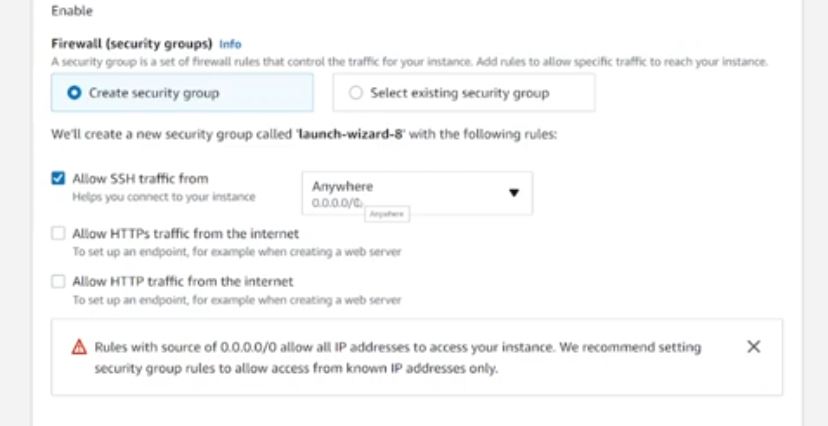 Enable
Firewall (security groups) Info
A security group is a set of firewall rules that control the traffic for your instance. Add rules to allow specific traffic to reach your instance.
Create security group
Select existing security group
We'll create a new security group called 'launch-wizard-8' with the following rules:
Allow SSH traffic from
Helps you connect to your instance
Anywhere
0.0.0.0/0
Anywhere
Allow HTTPs traffic from the internet
To set up an endpoint, for example when creating a web server
Allow HTTP traffic from the internet
To set up an endpoint, for example when creating a web server
Rules with source of 0.0.0.0/0 allow all IP addresses to access your instance. We recommend setting
security group rules to allow access from known IP addresses only.